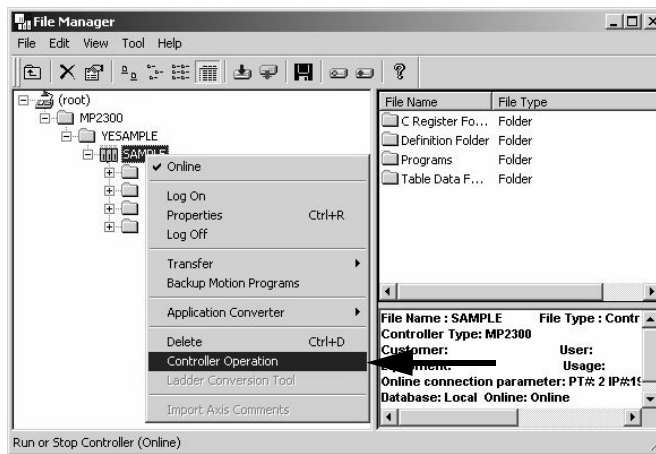 File Manager
File Edit View Tool Help
(root)
MP2300
YESAMPLE
SAMPLE
Online
Log On
Properties Ctrl+R
Log Off
Transfer
Backup Motion Programs
Application Converter
Delete Ctrl+D
Controller Operation
Ladder Conversion Tool
Import Axis Comments
File Name File Type
C Register Fo... Folder
Definition Folder Folder
Programs Folder
Table Data F... Folder
File Name : SAMPLE File Type : Contr
Controller Type: MP2300
Customer: User:
Usage:
Online connection parameter: PT#: 2 IP#:19
Database: Local Online: Online
Run or Stop Controller (Online)